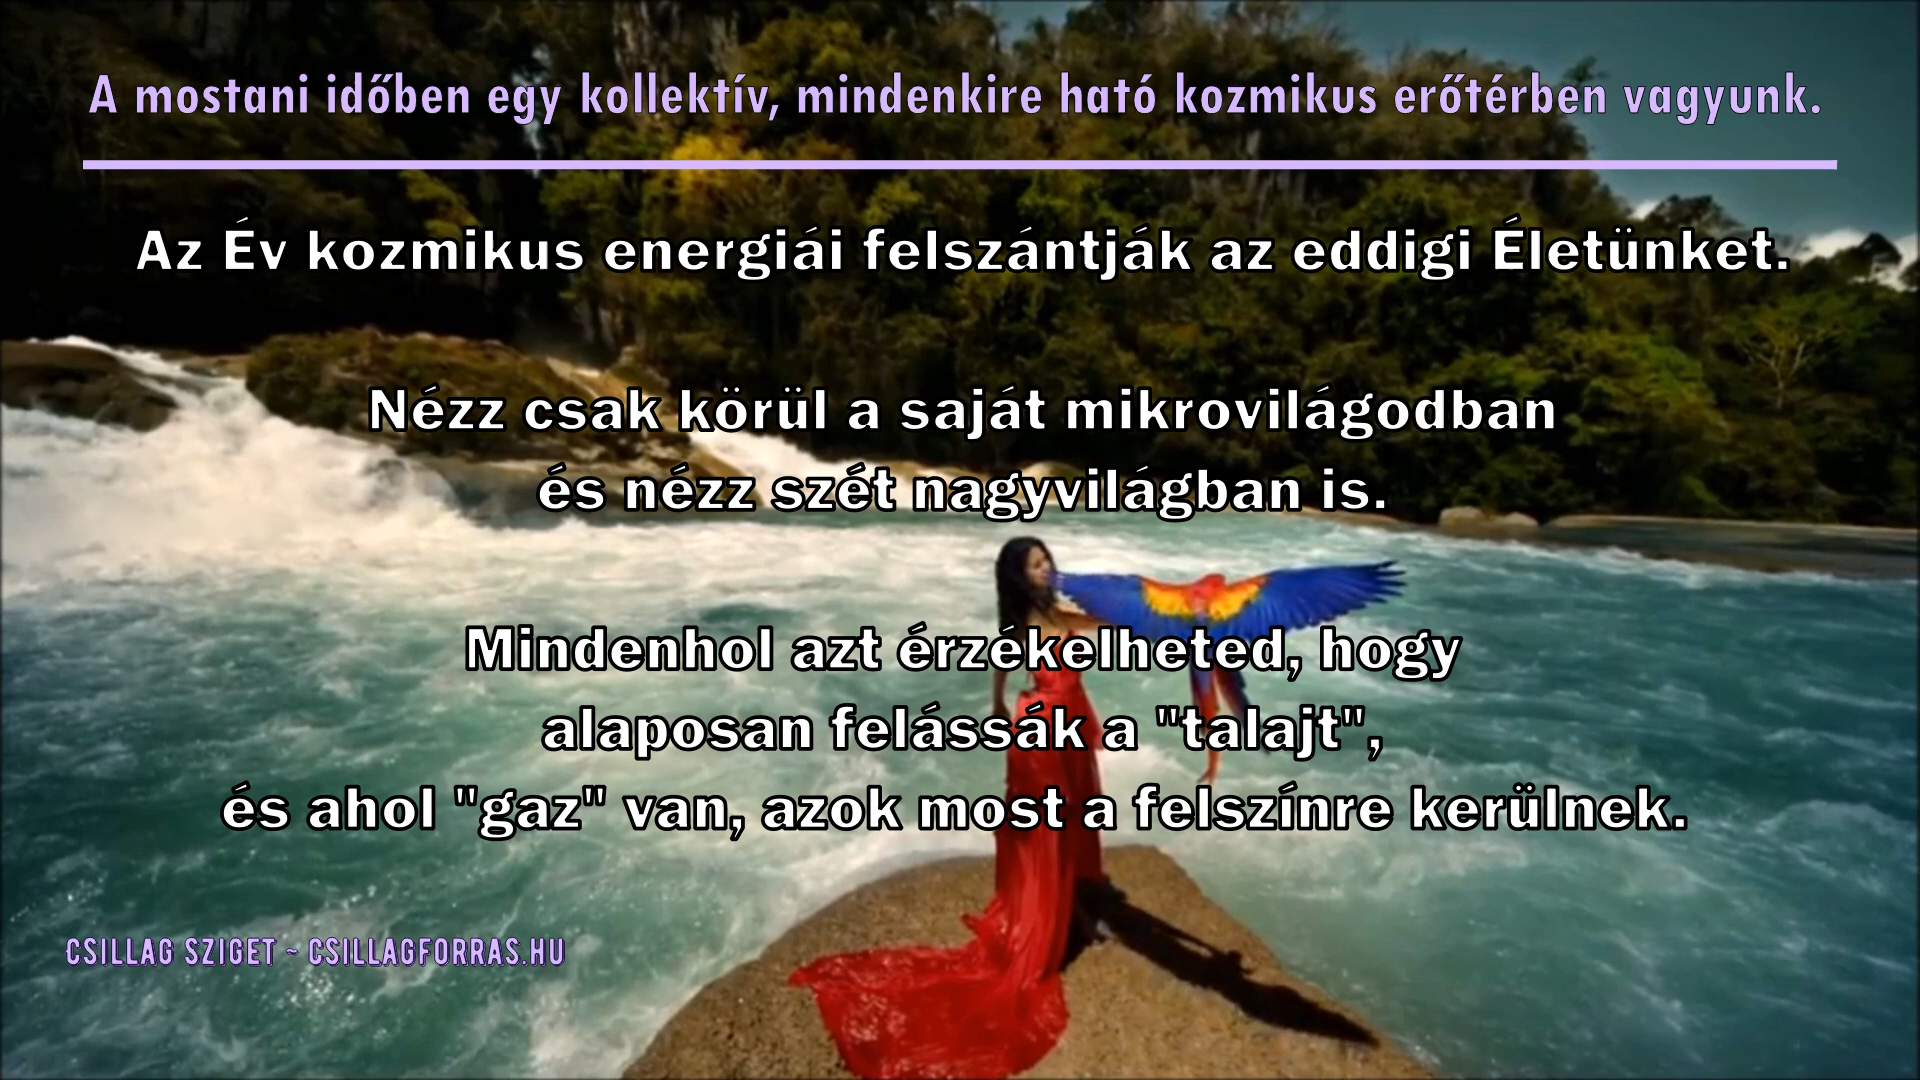 A mostani időben egy kollektív, mindenkire ható kozmikus erőtérben vagyunk.
Az Év kozmikus energiái felszántják az eddigi Életünket.
Nézz csak körül a saját mikrovilágodban
és nézz szét nagyvilágban is.
Mindenhol azt érzékelheted, hogy
alaposan felássák a "talajt",
és ahol "gaz" van, azok most a felszínre kerülnek.
CSILLAG SZIGET ~ CSILLAGFORRAS.HU